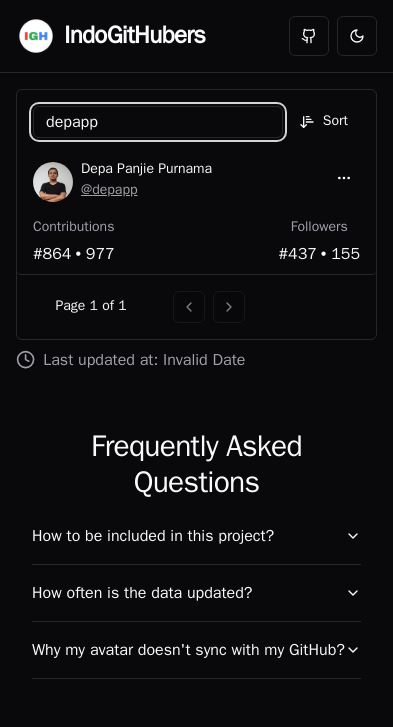 IGH IndoGitHubers
depapp Sort
Depa Panjie Purnama
@depapp
Contributions Followers
#864 • 977 #437 • 155
Page 1 of 1
Last updated at: Invalid Date
Frequently Asked
Questions
How to be included in this project?
How often is the data updated?
Why my avatar doesn't sync with my GitHub?